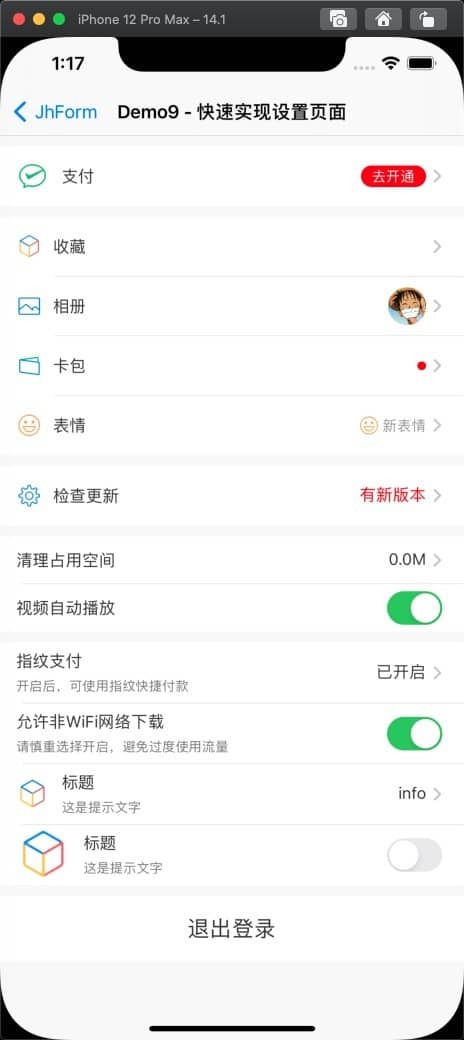 iPhone 12 Pro Max – 14.1
1:17
JhForm
Demo9 - 快速实现设置页面
支付
去开通
收藏
相册
卡包
表情
新表情
检查更新
有新版本
清理占用空间
0.0M
视频自动播放
指纹支付
已开启
开启后，可使用指纹快捷付款
允许非WiFi网络下载
请慎重选择开启，避免过度使用流量
标题
info
这是提示文字
标题
这是提示文字
退出登录